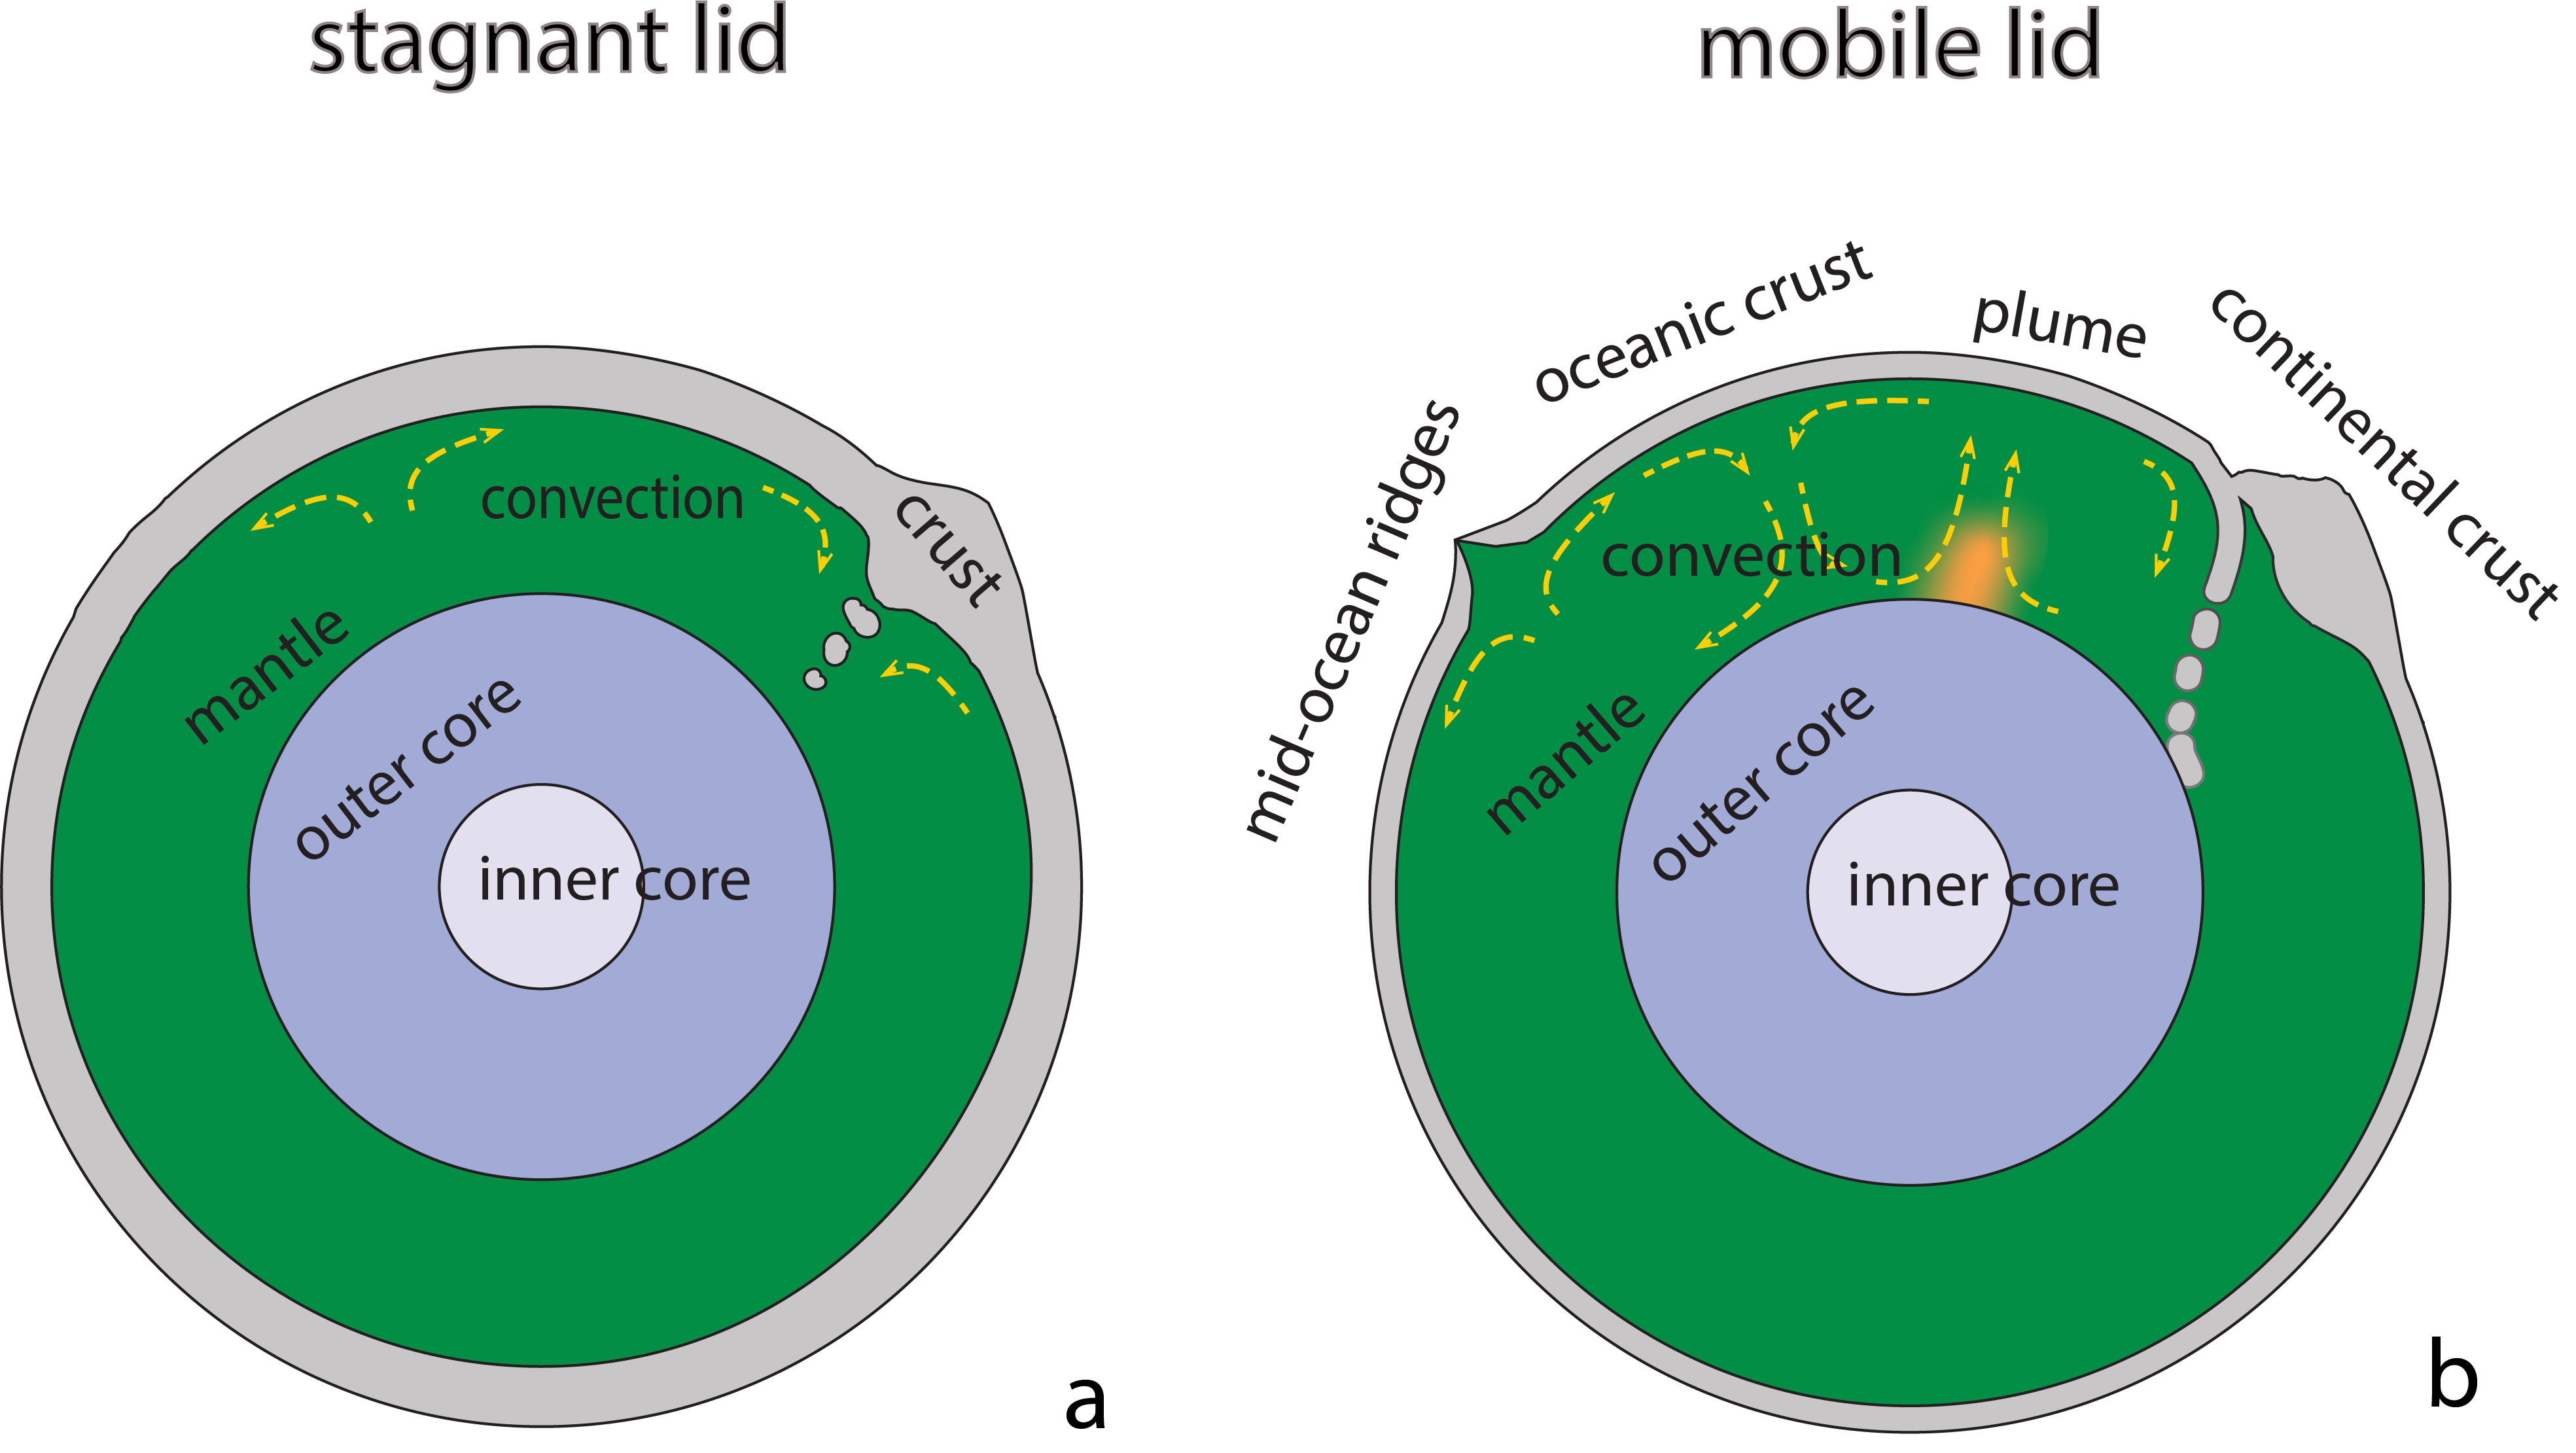 stagnant lid
convection
crust
mantle
outer core
inner core
a
mobile lid
mid-ocean ridges
oceanic crust
plume
continental crust
convection
mantle
outer core
inner core
b